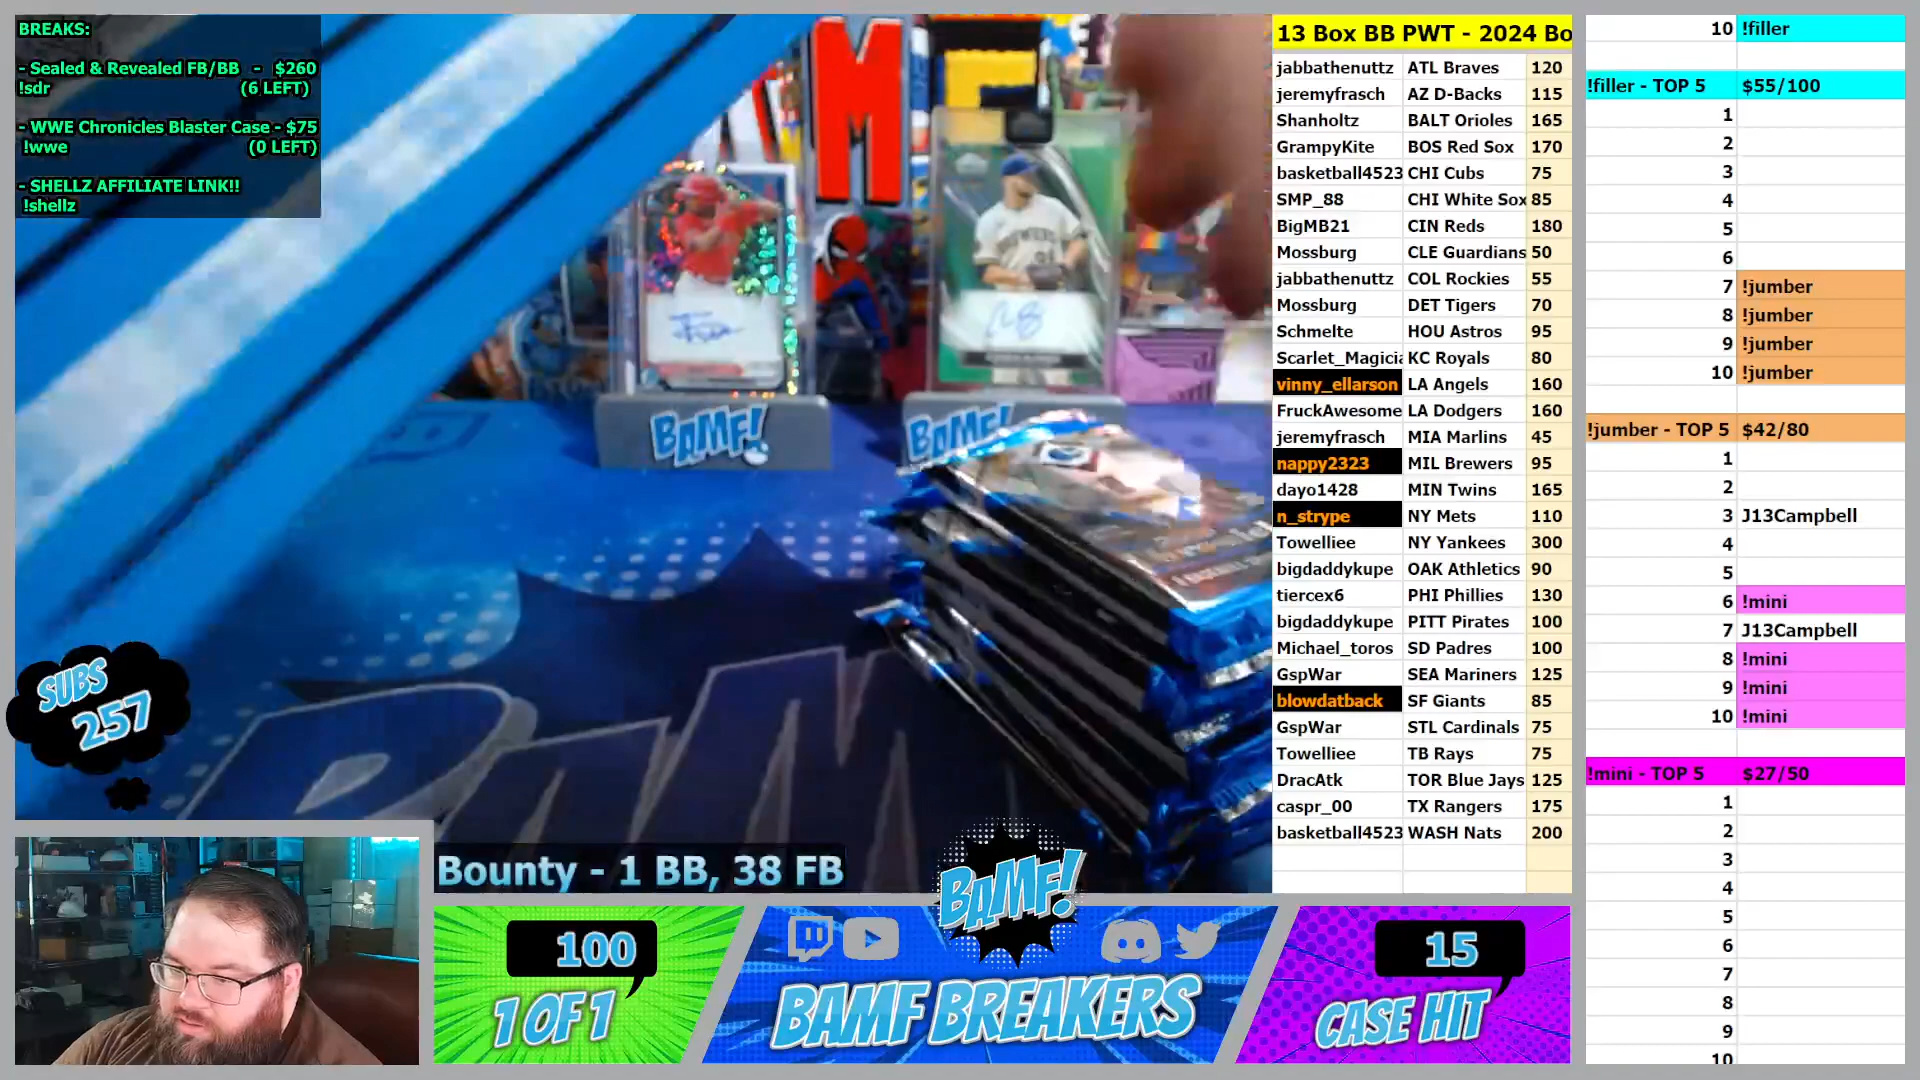 BREAKS:
- Sealed & Revealed FB/BB - $260
!sdr (6 LEFT)
- WWE Chronicles Blaster Case - $75
!wwe (0 LEFT)
- SHELLZ AFFILIATE LINK!!
!shellz
BAMF!
BAMF!
SUBS
257
Bounty - 1 BB, 38 FB
BAMF!
100
1 OF 1
BAMF BREAKERS
15
CASE HIT
13 Box BB PWT - 2024 Bo
jabbathenuttz ATL Braves 120
jeremyfrasch AZ D-Backs 115
Shanholtz BALT Orioles 165
GrampyKite BOS Red Sox 170
basketball4523 CHI Cubs 75
SMP_88 CHI White Sox 85
BigMB21 CIN Reds 180
Mossburg CLE Guardians 50
jabbathenuttz COL Rockies 55
Mossburg DET Tigers 70
Schmelte HOU Astros 95
Scarlet_Magicia KC Royals 80
vinny_ellarson LA Angels 160
FruckAwesome LA Dodgers 160
jeremyfrasch MIA Marlins 45
nappy2323 MIL Brewers 95
dayo1428 MIN Twins 165
n_strype NY Mets 110
Towelliee NY Yankees 300
bigdaddykupe OAK Athletics 90
tiercex6 PHI Phillies 130
bigdaddykupe PITT Pirates 100
Michael_toros SD Padres 100
GspWar SEA Mariners 125
blowdatback SF Giants 85
GspWar STL Cardinals 75
Towelliee TB Rays 75
DracAtk TOR Blue Jays 125
caspr_00 TX Rangers 175
basketball4523 WASH Nats 200
10 !filler
!filler - TOP 5 $55/100
1
2
3
4
5
6
7 !jumber
8 !jumber
9 !jumber
10 !jumber
!jumber - TOP 5 $42/80
1
2
3 J13Campbell
4
5
6 !mini
7 J13Campbell
8 !mini
9 !mini
10 !mini
!mini - TOP 5 $27/50
1
2
3
4
5
6
7
8
9
10